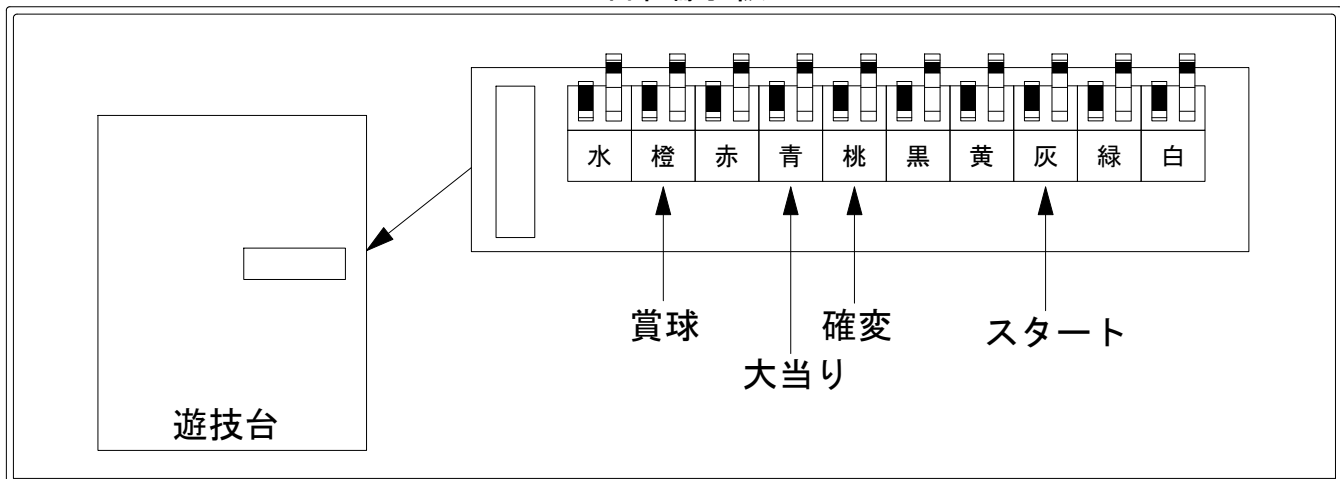 水 橙 赤 青 桃 黒 黄 灰 緑 白
賞球 確変 スタート
大当り
遊技台